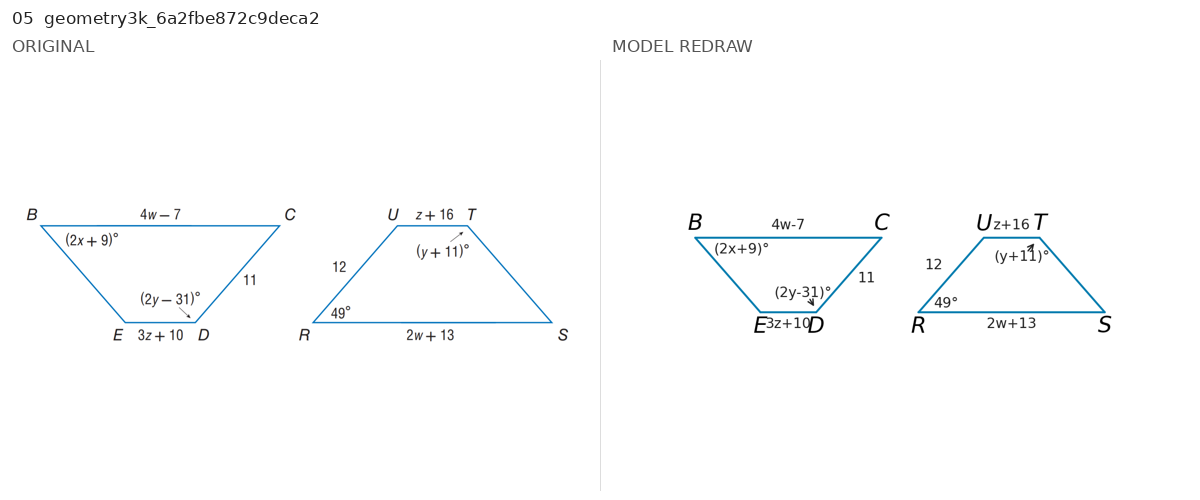 05 geometry3k_6a2fbe872c9deca2
ORIGINAL
MODEL REDRAW
B 4w – 7 C
(2x + 9)°
11
(2y – 31)°
E 3z + 10 D
U z + 16 T
(y + 11)°
12
49°
R 2w + 13 S
B 4w-7 C
(2x+9)°
11
(2y-31)°
E 3z+10 D
U z+16 T
(y+11)°
12
49°
R 2w+13 S